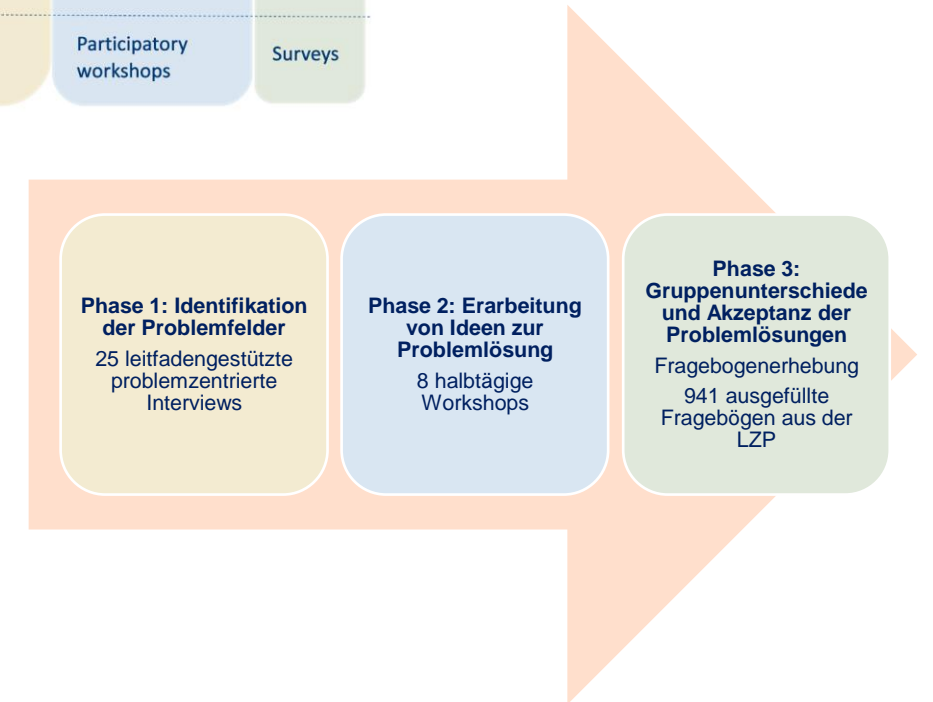 Participatory
workshops
Surveys
Phase 1: Identifikation
der Problemfelder
25 leitfadengestützte
problemzentrierte
Interviews
Phase 2: Erarbeitung
von Ideen zur
Problemlösung
8 halbtägige
Workshops
Phase 3:
Gruppenunterschiede
und Akzeptanz der
Problemlösungen
Fragebogenerhebung
941 ausgefüllte
Fragebögen aus der
LZP